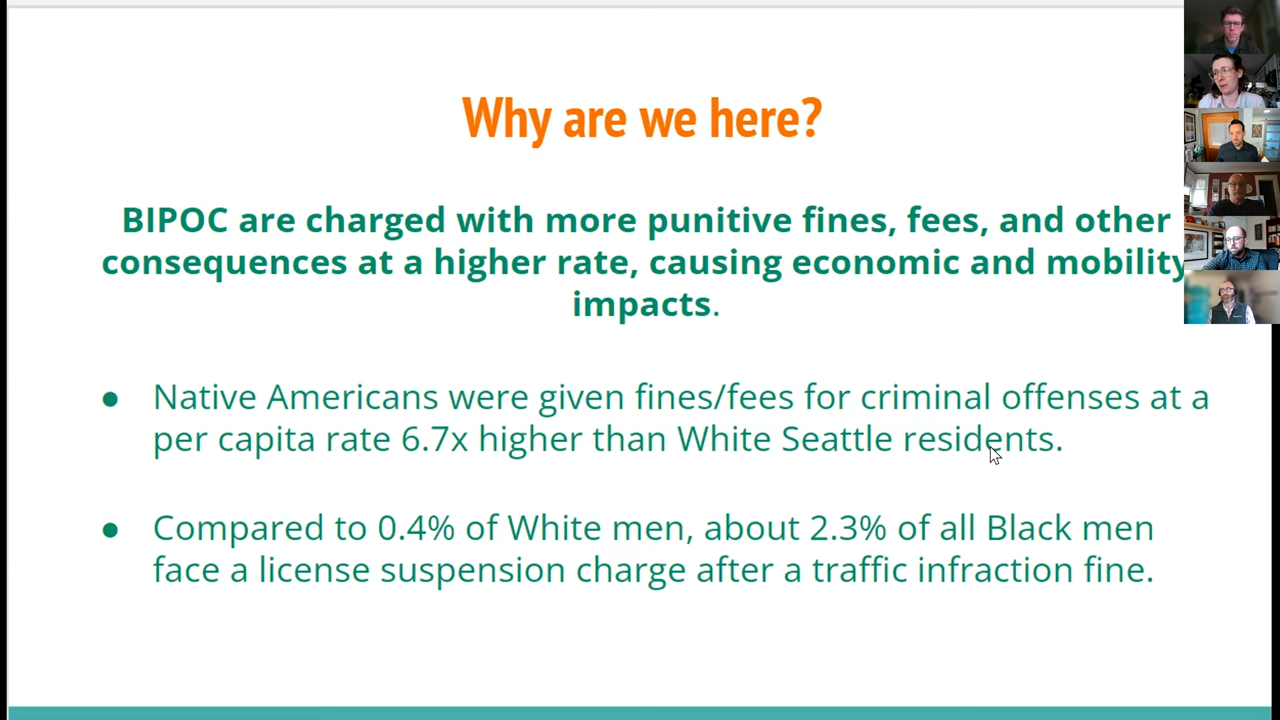 Why are we here?
BIPOC are charged with more punitive fines, fees, and other
consequences at a higher rate, causing economic and mobility
impacts.
● Native Americans were given fines/fees for criminal offenses at a
per capita rate 6.7x higher than White Seattle residents.
● Compared to 0.4% of White men, about 2.3% of all Black men
face a license suspension charge after a traffic infraction fine.